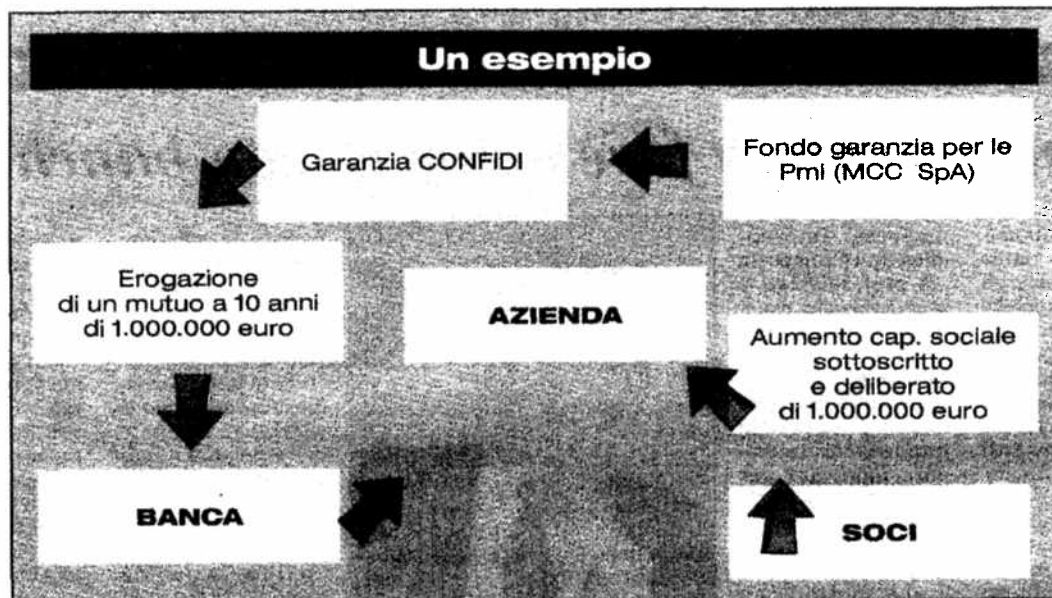 Un esempio
Garanzia CONFIDI
Fondo garanzia per le
Pmi (MCC SpA)
Erogazione
di un mutuo a 10 anni
di 1.000.000 euro
AZIENDA
Aumento cap. sociale
sottoscritto
e deliberato
di 1.000.000 euro
BANCA
SOCI